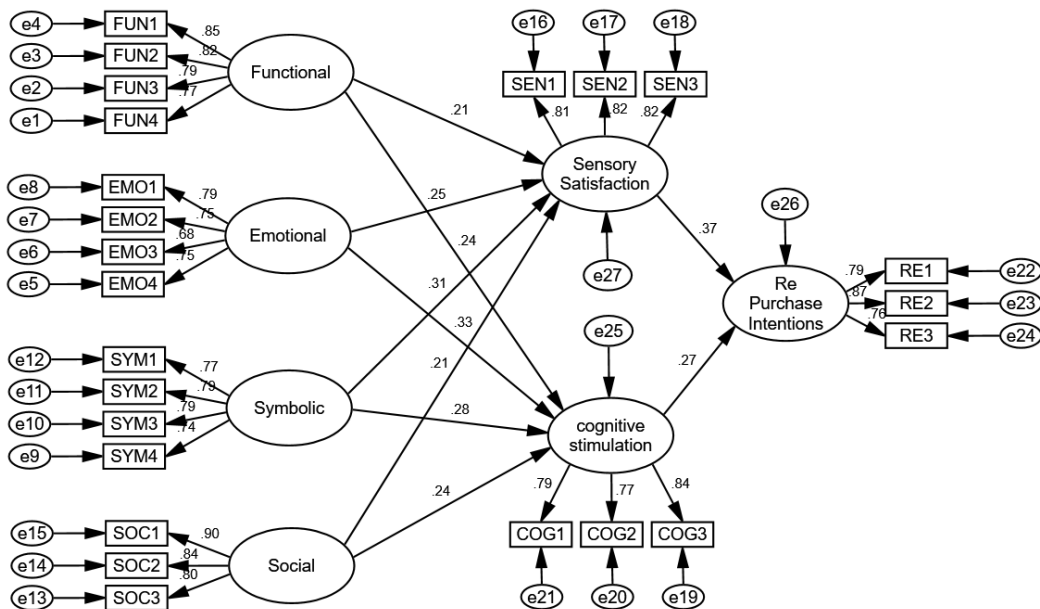 e4 FUN1 .85
e3 FUN2 .82
e2 FUN3 .79
e1 FUN4 .77
Functional
e8 EMO1 .79
e7 EMO2 .75
e6 EMO3 .68
e5 EMO4 .75
Emotional
e12 SYM1 .77
e11 SYM2 .79
e10 SYM3 .79
e9 SYM4 .74
Symbolic
e15 SOC1 .90
e14 SOC2 .84
e13 SOC3 .80
Social
.21
.25
.24
.31
.33
.21
.28
.24
e16 e17 e18
SEN1 SEN2 SEN3
.81 .82 .82
Sensory
Satisfaction
e27
e25
cognitive
stimulation
.79 .77 .84
COG1 COG2 COG3
e21 e20 e19
.37
.27
e26
Re
Purchase
Intentions
.79 RE1 e22
.87 RE2 e23
.76 RE3 e24